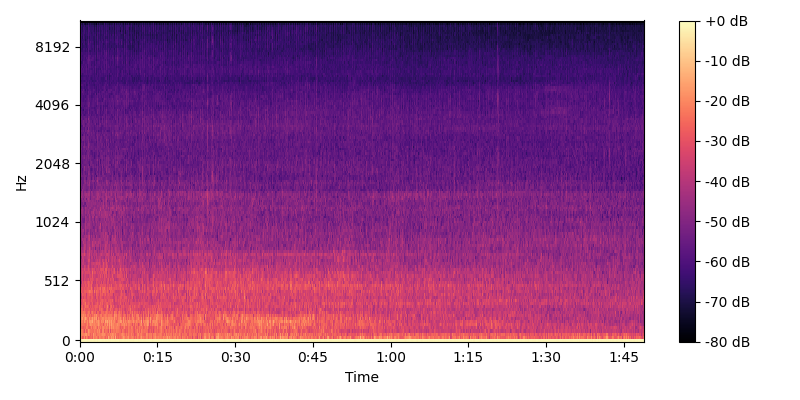 8192
4096
2048
1024
512
0
Hz
0:00 0:15 0:30 0:45 1:00 1:15 1:30 1:45
Time
+0 dB
-10 dB
-20 dB
-30 dB
-40 dB
-50 dB
-60 dB
-70 dB
-80 dB